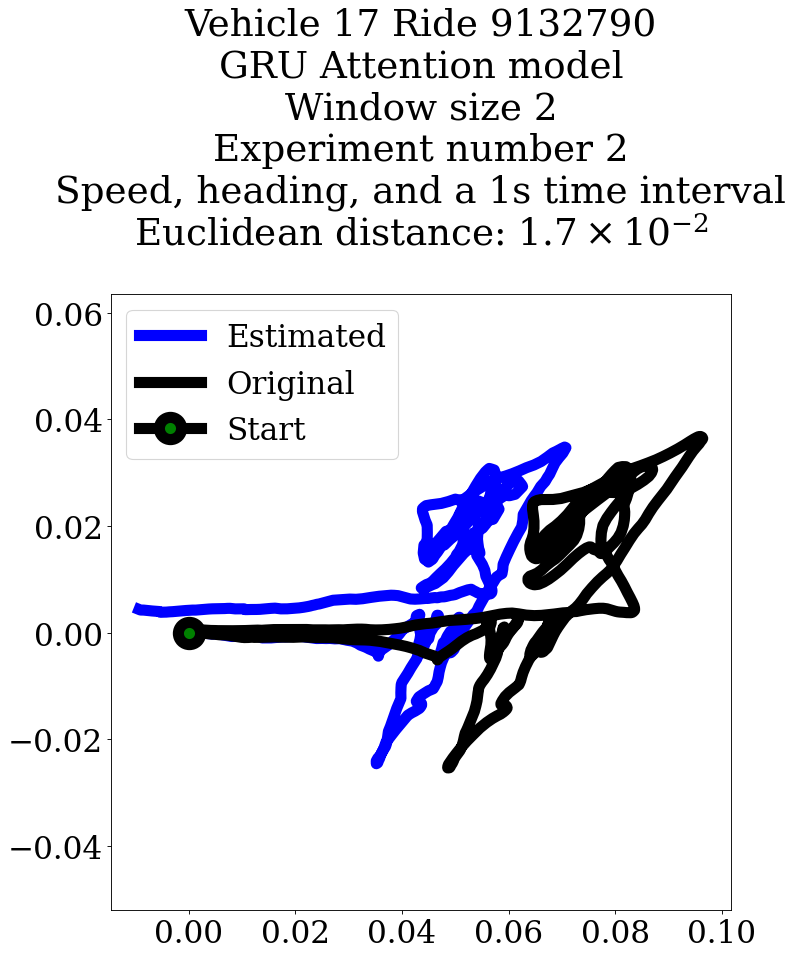 Vehicle 17 Ride 9132790
GRU Attention model
Window size 2
Experiment number 2
Speed, heading, and a 1s time interval
Euclidean distance: 1.7 × 10⁻²
0.06
0.04
0.02
0.00
−0.02
−0.04
Estimated
Original
Start
0.00 0.02 0.04 0.06 0.08 0.10